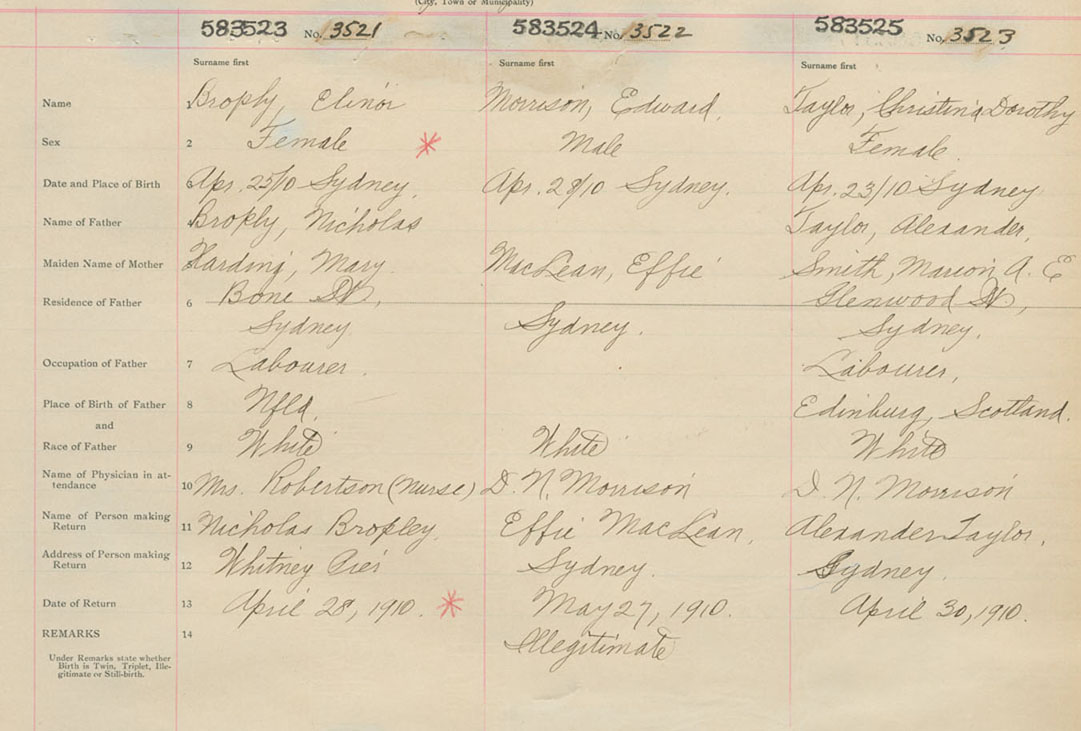 (City, Town or Municipality)
583523 No. 3521 583524 No. 3522 583525 No. 3523
Surname first Surname first Surname first
Name 1 Brophy, Elinor Morrison, Edward, Taylor, Christina Dorothy
Sex 2 Female * Male Female.
Date and Place of Birth Apr. 25/10 Sydney, Apr. 28/10 Sydney. Apr. 23/10 Sydney
Name of Father Brophy, Nicholas Taylor, Alexander,
Maiden Name of Mother Harding, Mary. MacLean, Effie Smith, Marion A. E
Residence of Father 6 Bone St, Glenwood St,
Sydney Sydney. Sydney,
Occupation of Father 7 Labourer. Labourer,
Place of Birth of Father 8 Nfld. Edinburg, Scotland.
and
Race of Father 9 White White White
Name of Physician in at-
tendance 10 Mrs. Robertson (Nurse) D. N. Morrison D. N. Morrison
Name of Person making
Return 11 Nicholas Bropley. Effie MacLean, Alexander Taylor,
Address of Person making
Return 12 Whitney Pier Sydney. Sydney.
Date of Return 13 April 28, 1910. * May 27, 1910. April 30, 1910.
REMARKS 14 Illegitimate
Under Remarks state whether
Birth is Twin, Triplet, Ille-
gitimate or Still-birth.